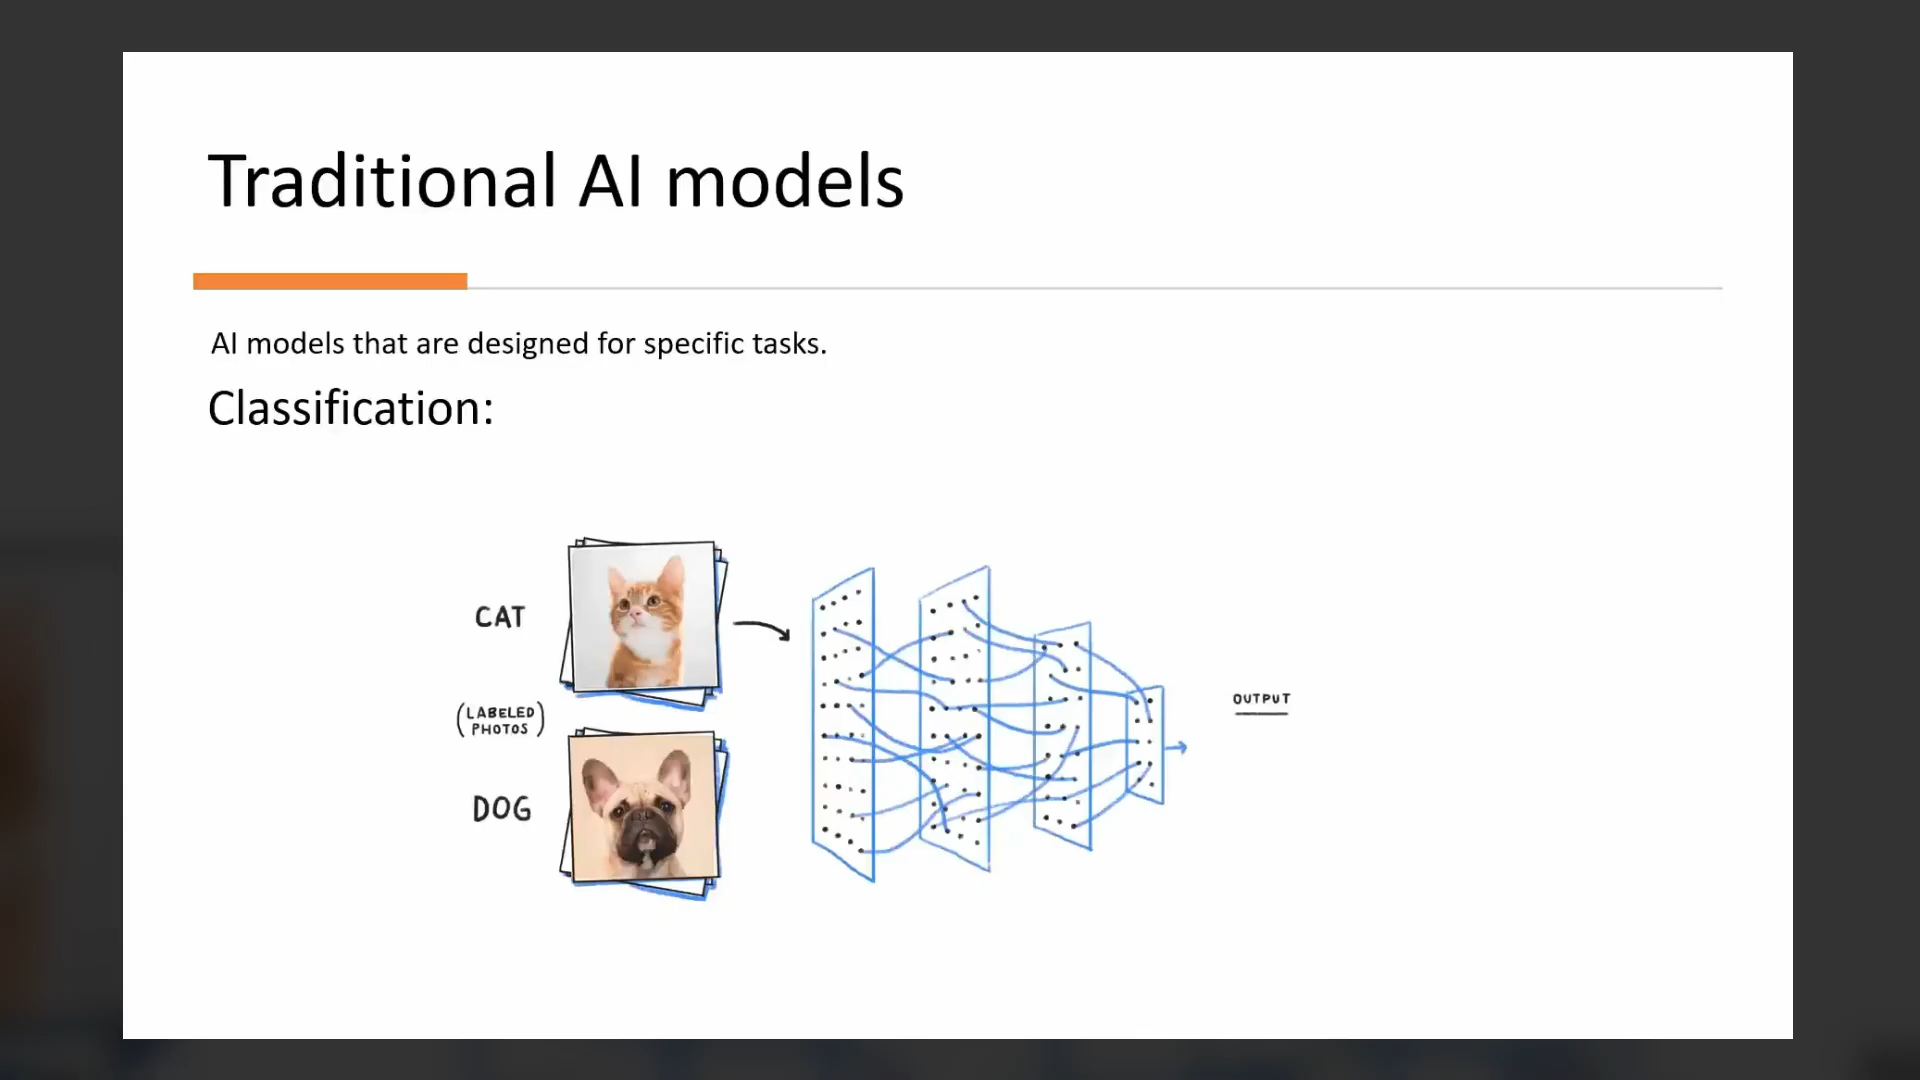 Traditional AI models
AI models that are designed for specific tasks.
Classification:
CAT
(LABELED
PHOTOS)
DOG
OUTPUT